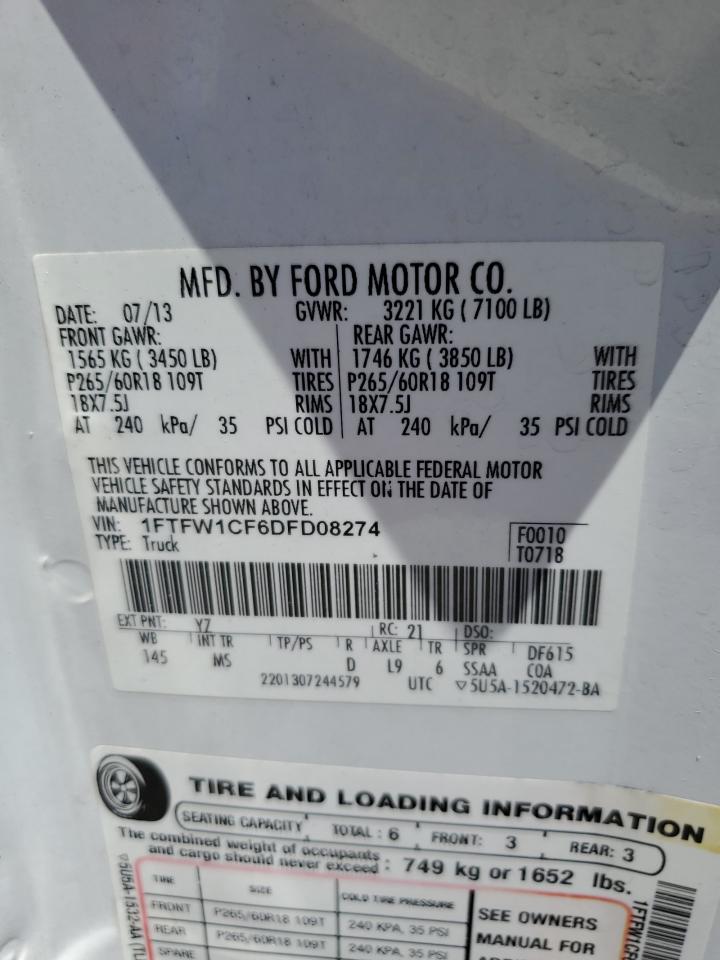 MFD. BY FORD MOTOR CO.
DATE: 07/13 GVWR: 3221 KG ( 7100 LB)
FRONT GAWR: REAR GAWR:
1565 KG ( 3450 LB) WITH 1746 KG ( 3850 LB) WITH
P265/60R18 109T TIRES P265/60R18 109T TIRES
18X7.5J RIMS 18X7.5J RIMS
AT 240 kPa/ 35 PSI COLD AT 240 kPa/ 35 PSI COLD
THIS VEHICLE CONFORMS TO ALL APPLICABLE FEDERAL MOTOR
VEHICLE SAFETY STANDARDS IN EFFECT ON THE DATE OF
MANUFACTURE SHOWN ABOVE.
VIN: 1FTFW1CF6DFD08274 F0010
TYPE: Truck T0718
EXT PNT: YZ RC: 21 DSO:
WB INT TR TP/PS R AXLE TR SPR DF615
145 MS D L9 6 SSAA COA
2201307244579 UTC ▽5U5A-1520472-BA
TIRE AND LOADING INFORMATION
SEATING CAPACITY TOTAL : 6 FRONT: 3 REAR: 3
The combined weight of occupants
and cargo should never exceed : 749 kg or 1652 lbs.
TIRE SIZE COLD TIRE PRESSURE SEE OWNERS
FRONT P265/60R18 109T 240 KPA, 35 PSI MANUAL FOR
REAR P265/60R18 109T 240 KPA, 35 PSI
SPARE